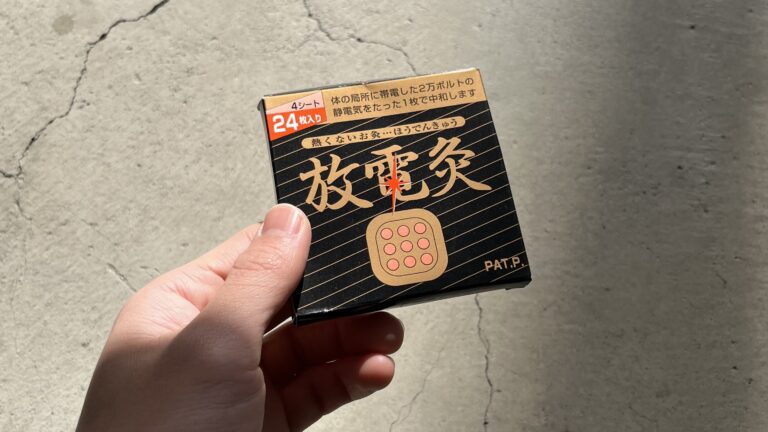 4シート
24枚入り
体の局所に帯電した2万ボルトの
静電気をたった1枚で中和します
熱くないお灸…ほうでんきゅう
放電灸
PAT.P.